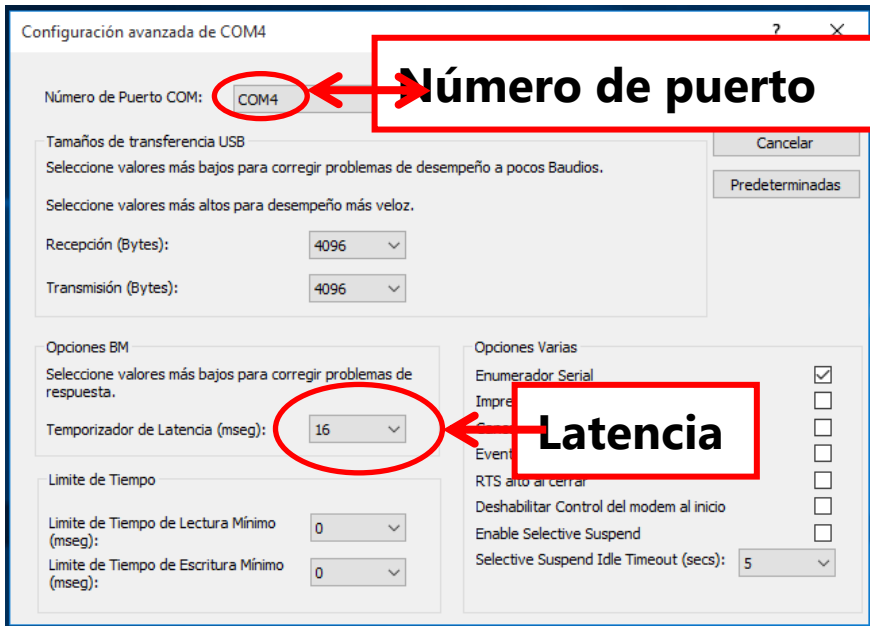 Configuración avanzada de COM4
Número de Puerto COM: COM4
Número de puerto
Tamaños de transferencia USB
Seleccione valores más bajos para corregir problemas de desempeño a pocos Baudios.
Seleccione valores más altos para desempeño más veloz.
Recepción (Bytes): 4096
Transmisión (Bytes): 4096
Cancelar
Predeterminadas
Opciones BM
Seleccione valores más bajos para corregir problemas de
respuesta.
Temporizador de Latencia (mseg): 16
Latencia
Limite de Tiempo
Limite de Tiempo de Lectura Mínimo
(mseg): 0
Limite de Tiempo de Escritura Mínimo
(mseg): 0
Opciones Varias
Enumerador Serial
RTS alto al cerrar
Deshabilitar Control del modem al inicio
Enable Selective Suspend
Selective Suspend Idle Timeout (secs): 5